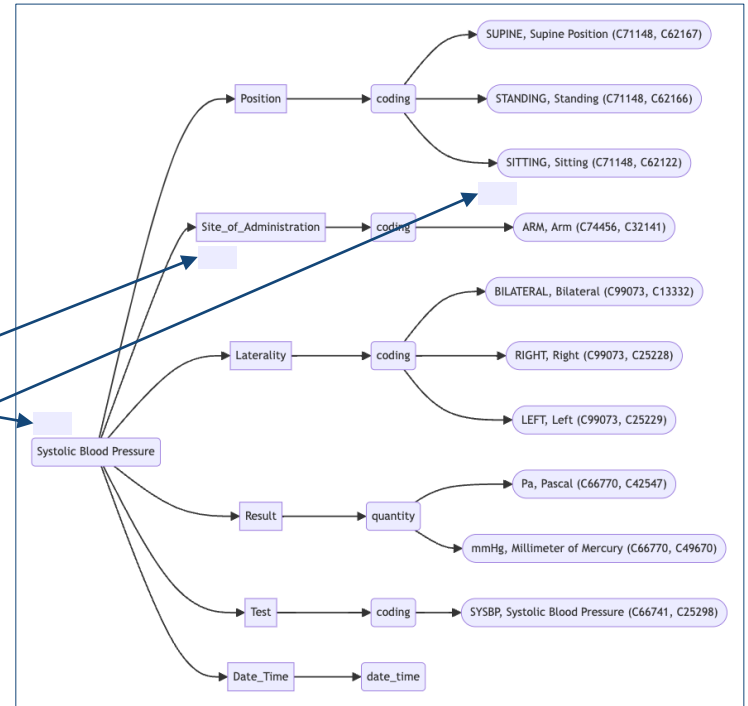 SUPINE, Supine Position (C71148, C62167)
Position
coding
STANDING, Standing (C71148, C62166)
SITTING, Sitting (C71148, C62122)
Site_of_Administration
coding
ARM, Arm (C74456, C32141)
BILATERAL, Bilateral (C99073, C13332)
Laterality
coding
RIGHT, Right (C99073, C25228)
LEFT, Left (C99073, C25229)
Systolic Blood Pressure
Pa, Pascal (C66770, C42547)
Result
quantity
mmHg, Millimeter of Mercury (C66770, C49670)
Test
coding
SYSBP, Systolic Blood Pressure (C66741, C25298)
Date_Time
date_time